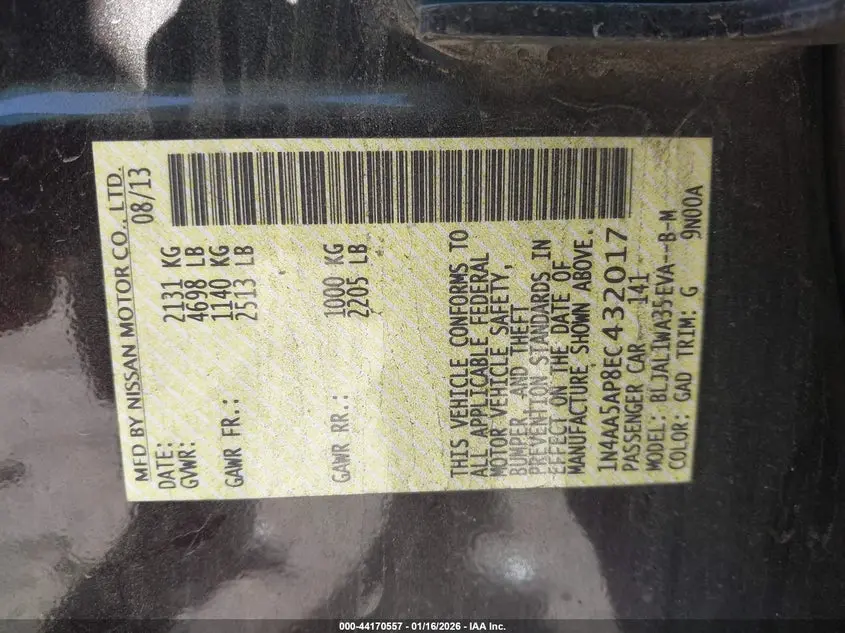 MFD BY NISSAN MOTOR CO., LTD.
DATE: 08/13
GVWR: 2131 KG
4698 LB
GAWR FR.: 1140 KG
2513 LB
GAWR RR.: 1000 KG
2205 LB
THIS VEHICLE CONFORMS TO
ALL APPLICABLE FEDERAL
MOTOR VEHICLE SAFETY,
BUMPER, AND THEFT
PREVENTION STANDARDS IN
EFFECT ON THE DATE OF
MANUFACTURE SHOWN ABOVE.
1N4AA5AP8EC432017
PASSENGER CAR 141
MODEL: BLJALIWA35EVA--B-M
COLOR: GAD TRIM: G 9N00A
000-44170557 - 01/16/2026 - IAA Inc.